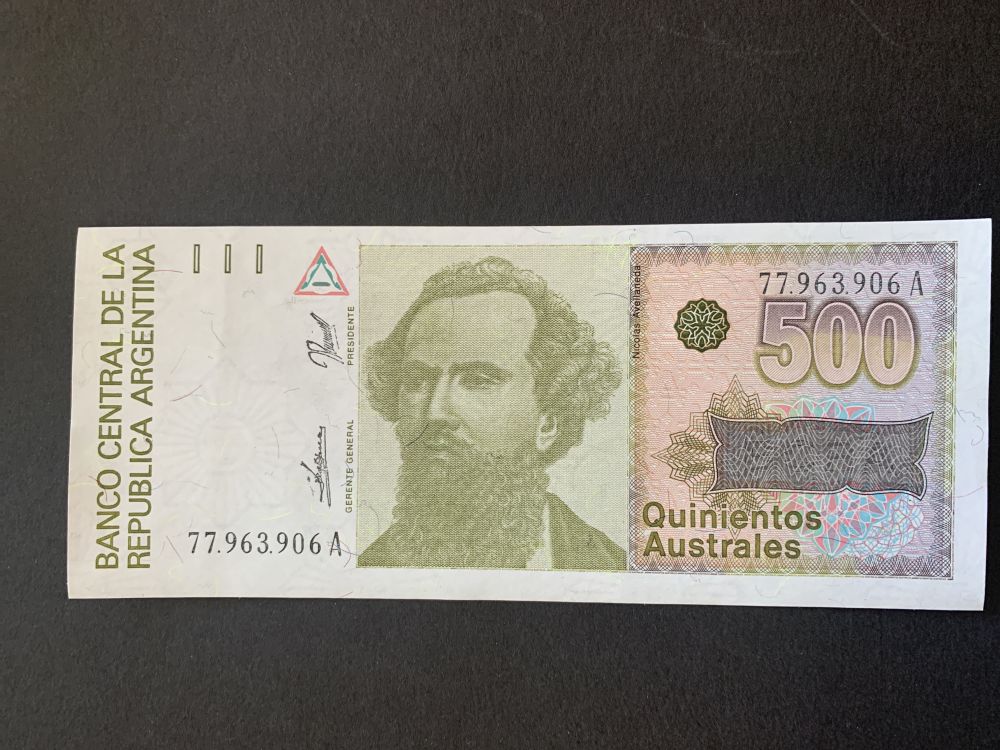 BANCO CENTRAL DE LA
REPUBLICA ARGENTINA
PRESIDENTE
GERENTE GENERAL
77.963.906 A
Nicolás Avellaneda
77.963.906 A
500
Quinientos
Australes